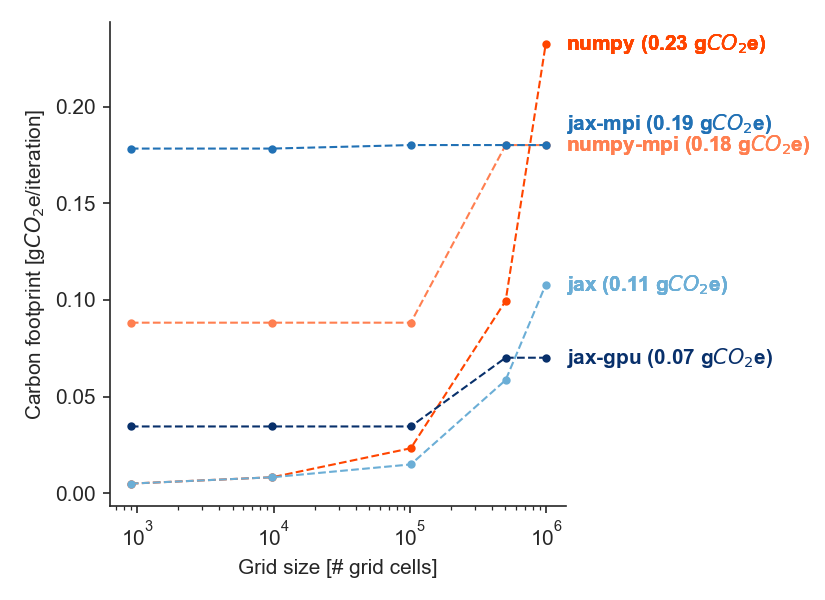 numpy (0.23 gCO₂e)
jax-mpi (0.19 gCO₂e)
numpy-mpi (0.18 gCO₂e)
jax (0.11 gCO₂e)
jax-gpu (0.07 gCO₂e)
Carbon footprint [gCO₂e/iteration]
0.20
0.15
0.10
0.05
0.00
10³ 10⁴ 10⁵ 10⁶
Grid size [# grid cells]